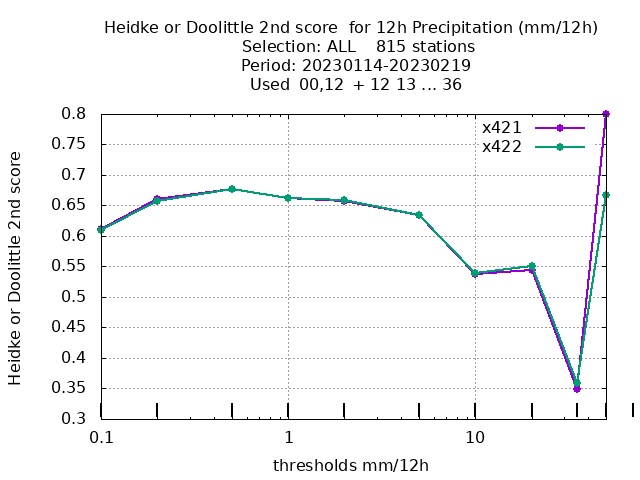 Heidke or Doolittle 2nd score  for 12h Precipitation (mm/12h)
Selection: ALL    815 stations
Period: 20230114-20230219
Used  00,12  + 12 13 ... 36
x421
x422
0.8
0.75
0.7
0.65
0.6
0.55
0.5
0.45
0.4
0.35
0.3
Heidke or Doolittle 2nd score
0.1
1
10
thresholds mm/12h